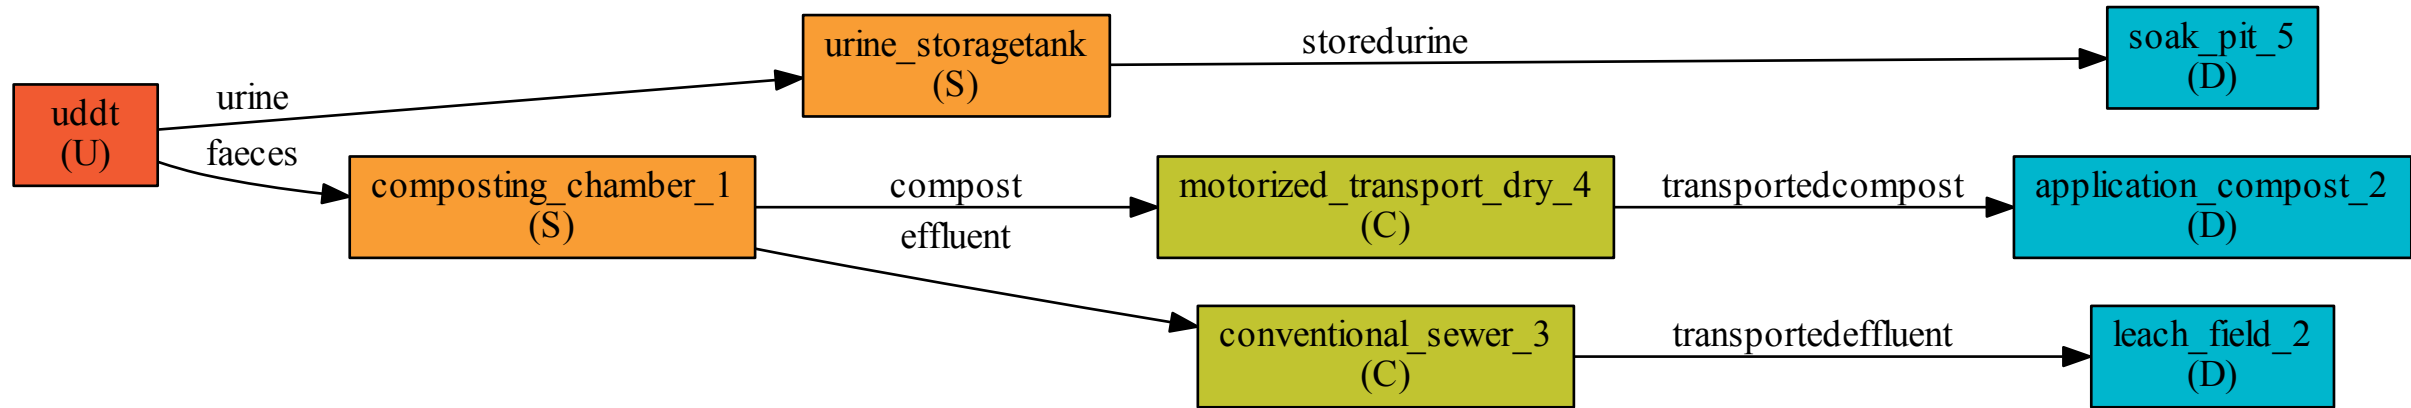 uddt
(U)
urine
faeces
urine_storagetank
(S)
storedurine
soak_pit_5
(D)
composting_chamber_1
(S)
compost
effluent
motorized_transport_dry_4
(C)
transportedcompost
application_compost_2
(D)
conventional_sewer_3
(C)
transportedeffluent
leach_field_2
(D)